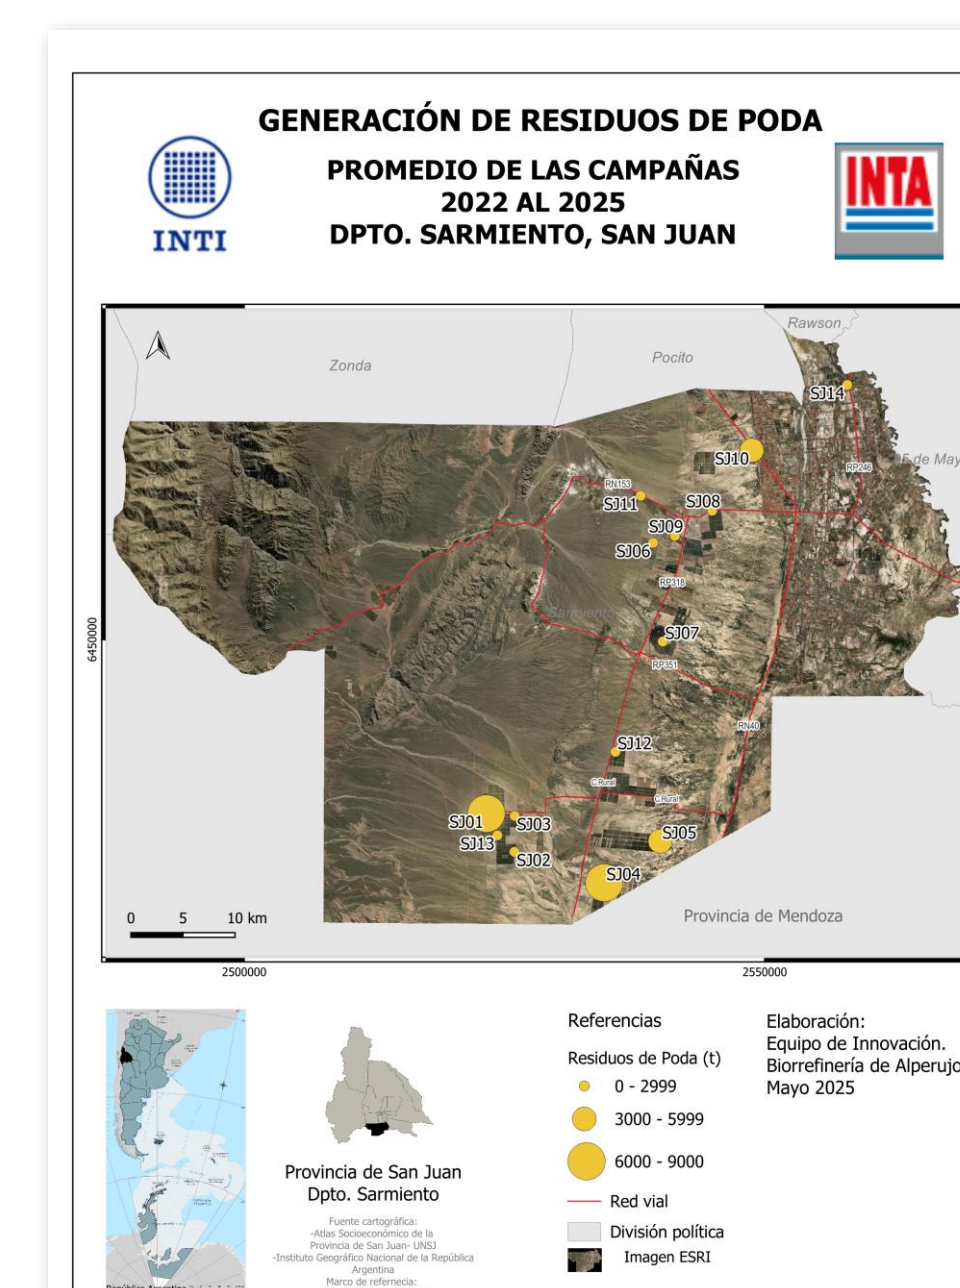 GENERACIÓN DE RESIDUOS DE PODA
PROMEDIO DE LAS CAMPAÑAS
2022 AL 2025
DPTO. SARMIENTO, SAN JUAN
INTI
INTA
Rawson
Zonda
Pocito
SJ14
SJ10
25 de May
RP246
RN153
SJ11
SJ08
SJ09
SJ06
RP318
Sarmiento
SJ07
RP351
6450000
RN40
SJ12
C.Rural
C.Rural
SJ01
SJ03
SJ13
SJ05
SJ02
SJ04
0 5 10 km
Provincia de Mendoza
2500000
2550000
Referencias
Residuos de Poda (t)
0 - 2999
3000 - 5999
6000 - 9000
Red vial
División política
Imagen ESRI
Elaboración:
Equipo de Innovación.
Biorrefinería de Alperujo
Mayo 2025
Provincia de San Juan
Dpto. Sarmiento
Fuente cartográfica:
-Atlas Socioeconómico de la
Provincia de San Juan- UNSJ
-Instituto Geográfico Nacional de la República
Argentina
Marco de refernecia: